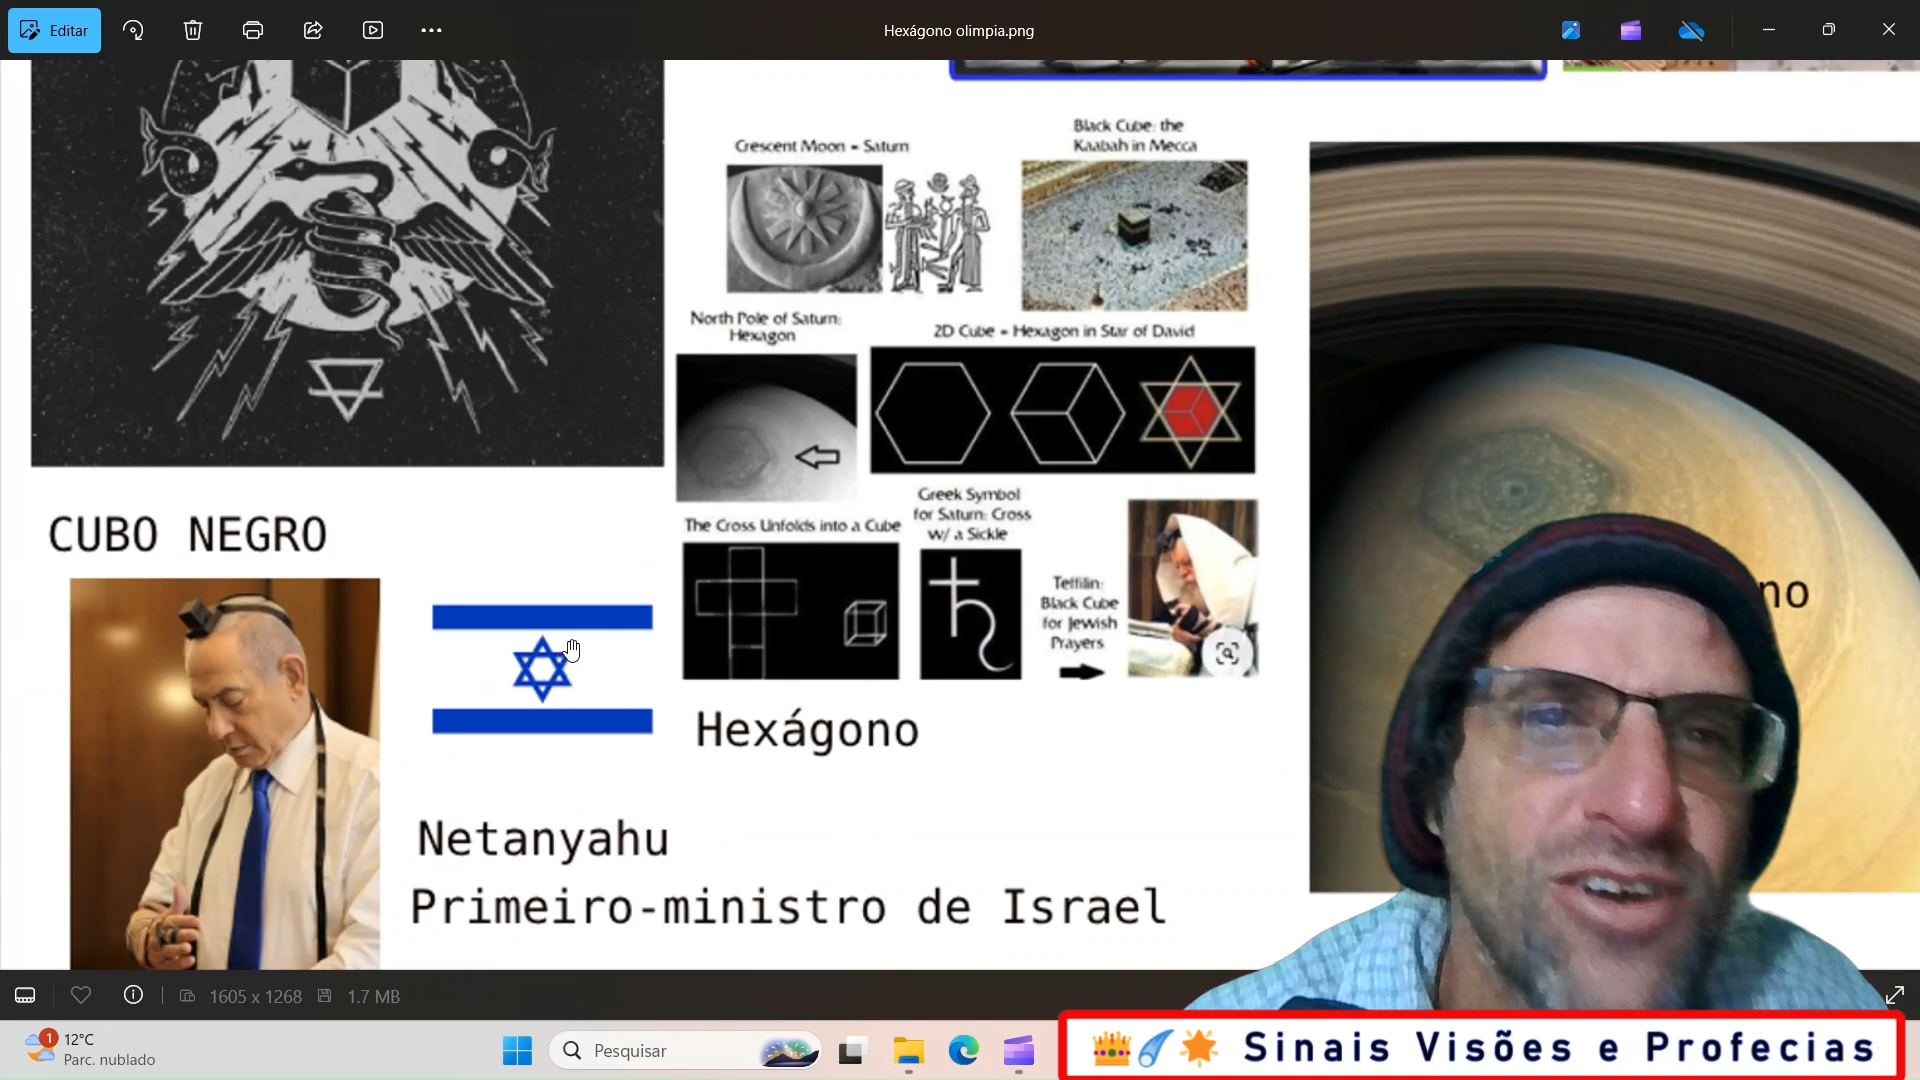 Editar
Hexágono olimpia.png
Crescent Moon = Saturn
Black Cube: the
Kaabah in Mecca
North Pole of Saturn:
Hexagon
2D Cube = Hexagon in Star of David
CUBO NEGRO
The Cross Unfolds into a Cube
Greek Symbol
for Saturn: Cross
w/ a Sickle
Teffilin:
Black Cube
for Jewish
Prayers
no
Hexágono
Netanyahu
Primeiro-ministro de Israel
1605 x 1268
1.7 MB
1
12°C
Parc. nublado
Pesquisar
Sinais Visões e Profecias